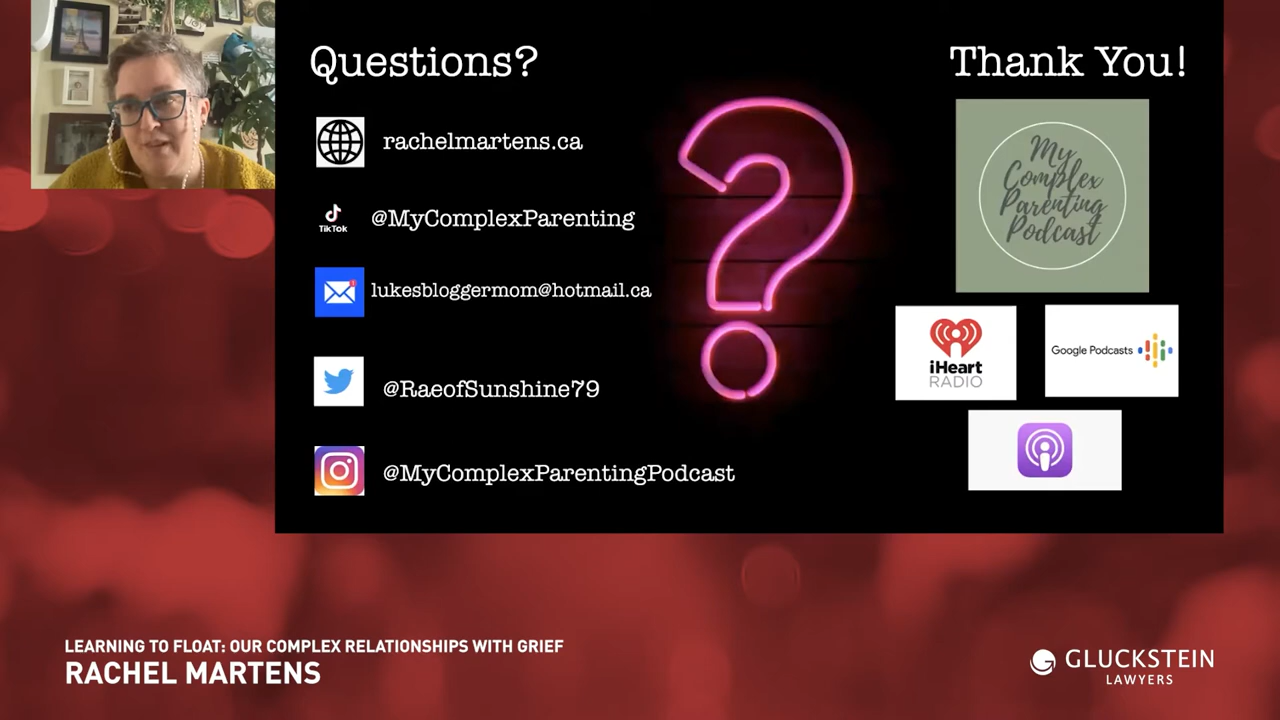 Questions?
Thank You!
rachelmartens.ca
TikTok
@MyComplexParenting
lukesbloggermom@hotmail.ca
@RaeofSunshine79
@MyComplexParentingPodcast
My
Complex
Parenting
Podcast
iHeart
RADIO
Google Podcasts
LEARNING TO FLOAT: OUR COMPLEX RELATIONSHIPS WITH GRIEF
RACHEL MARTENS
GLUCKSTEIN
LAWYERS